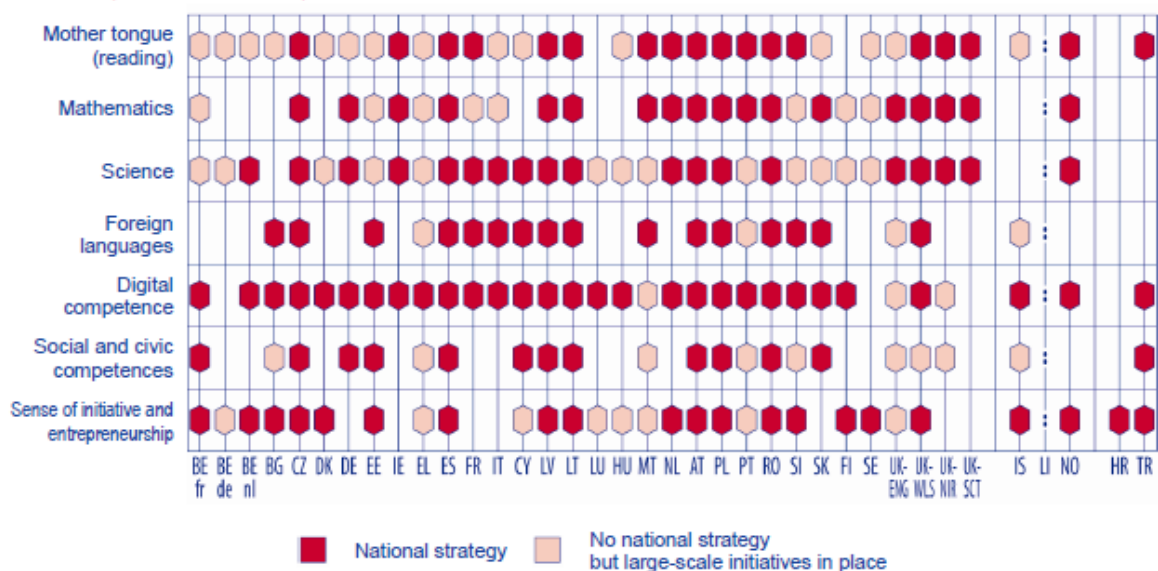 Mother tongue
(reading)
Mathematics
Science
Foreign
languages
Digital
competence
Social and civic
competences
Sense of initiative and
entrepreneurship
BE BE BE BG CZ DK DE EE IE EL ES FR IT CY LV LT LU HU MT NL AT PL PT RO SI SK FI SE UK- UK- UK- UK- IS LI NO HR TR
fr de nl ENG WLS NIR SCT
National strategy
No national strategy
but large-scale initiatives in place